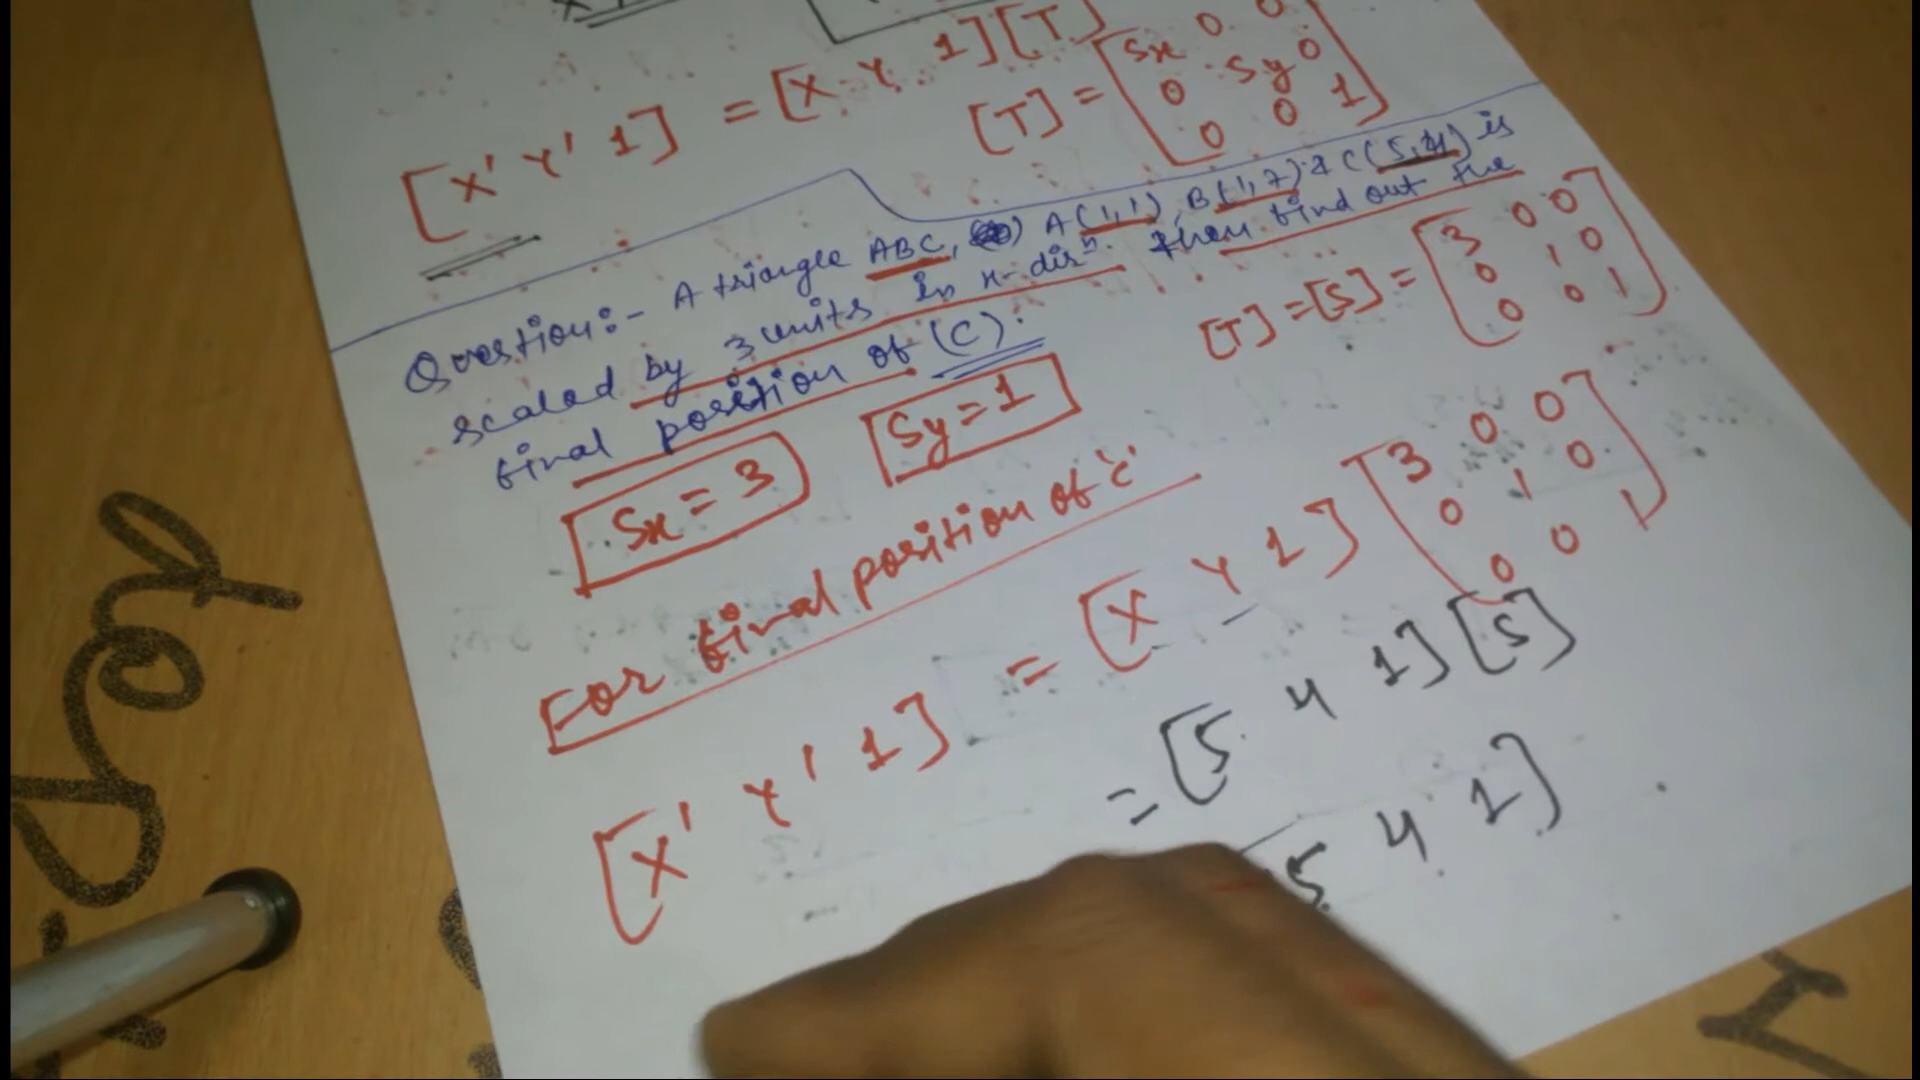 [X' Y' 1] = [X Y 1][T]
[T] = [Sx 0 0
0 Sy 0
0 0 1]
Question:- A triangle ABC, A(1,1), B(1,7) & C(5,4) is
scaled by 3 units in x-dirⁿ. then find out the
final position of (C).
[T] = [S] = [3 0 0
0 1 0
0 0 1]
Sx = 3 Sy = 1
For final position of 'c'
[X' Y' 1] = [X Y 1] [3 0 0
0 1 0
0 0 1]
= [5 4 1][S]
5 4 1]